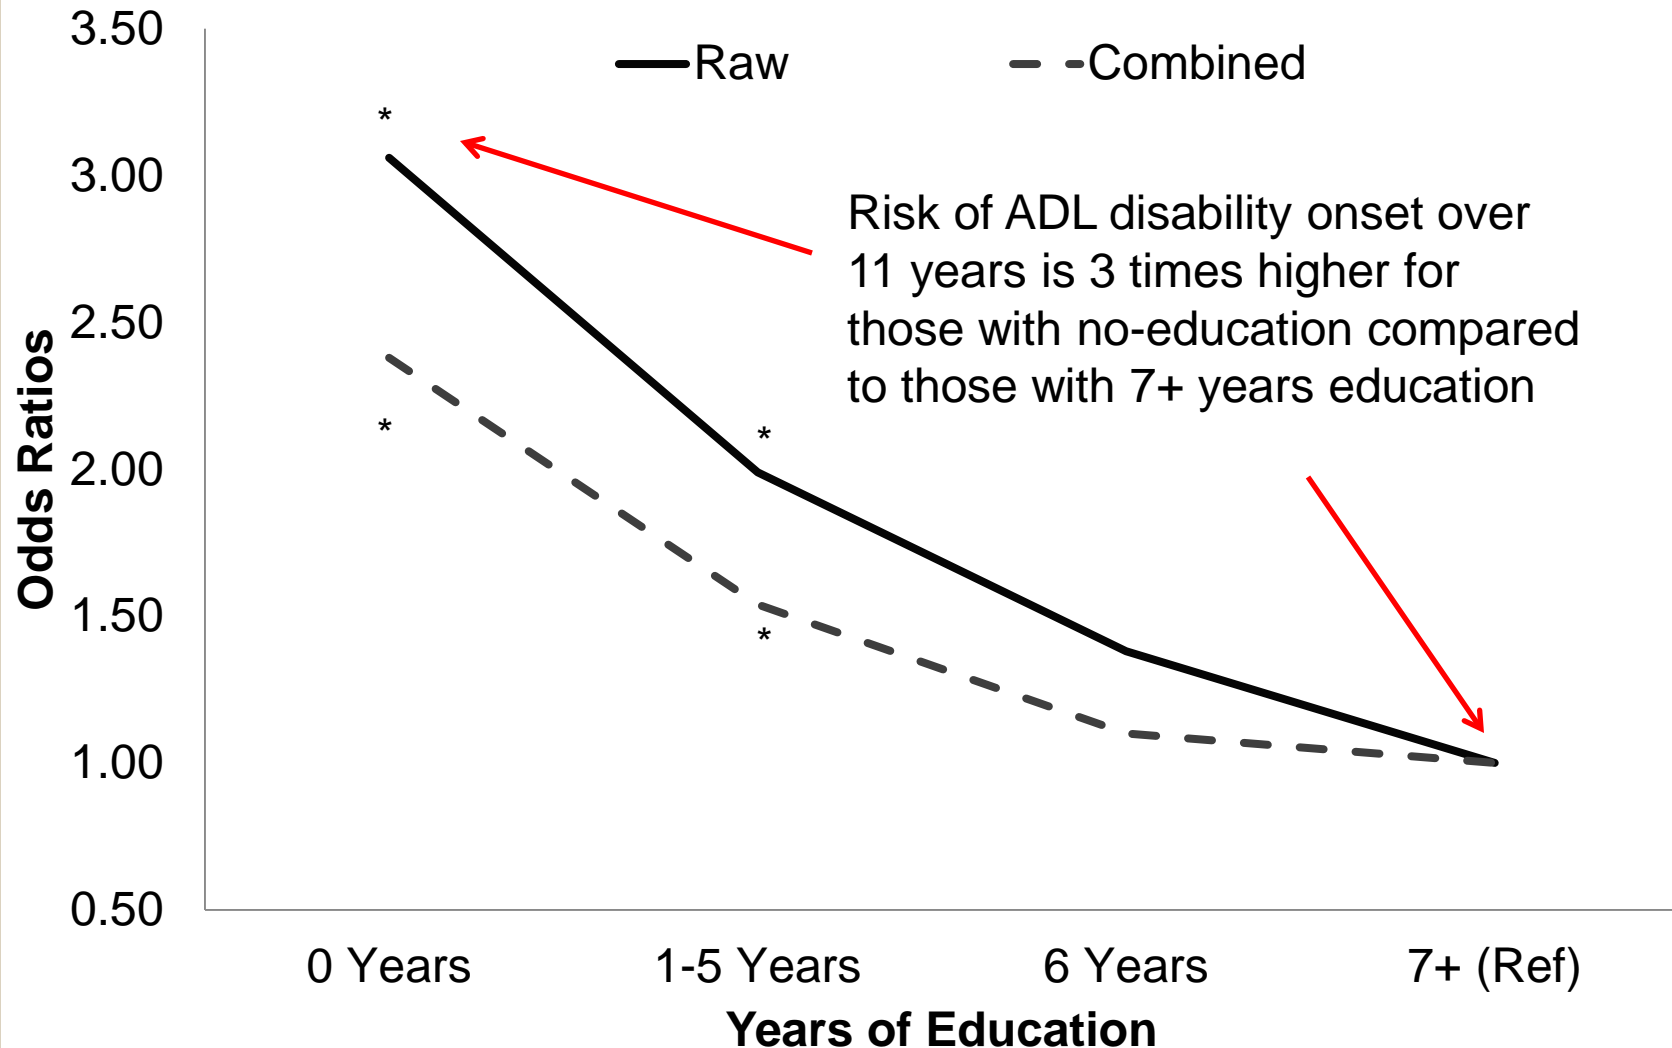 3.50
Raw
Combined
*
3.00
Risk of ADL disability onset over
11 years is 3 times higher for
those with no-education compared
to those with 7+ years education
2.50
*
*
2.00
*
1.50
1.00
0.50
Odds Ratios
0 Years
1-5 Years
6 Years
7+ (Ref)
Years of Education